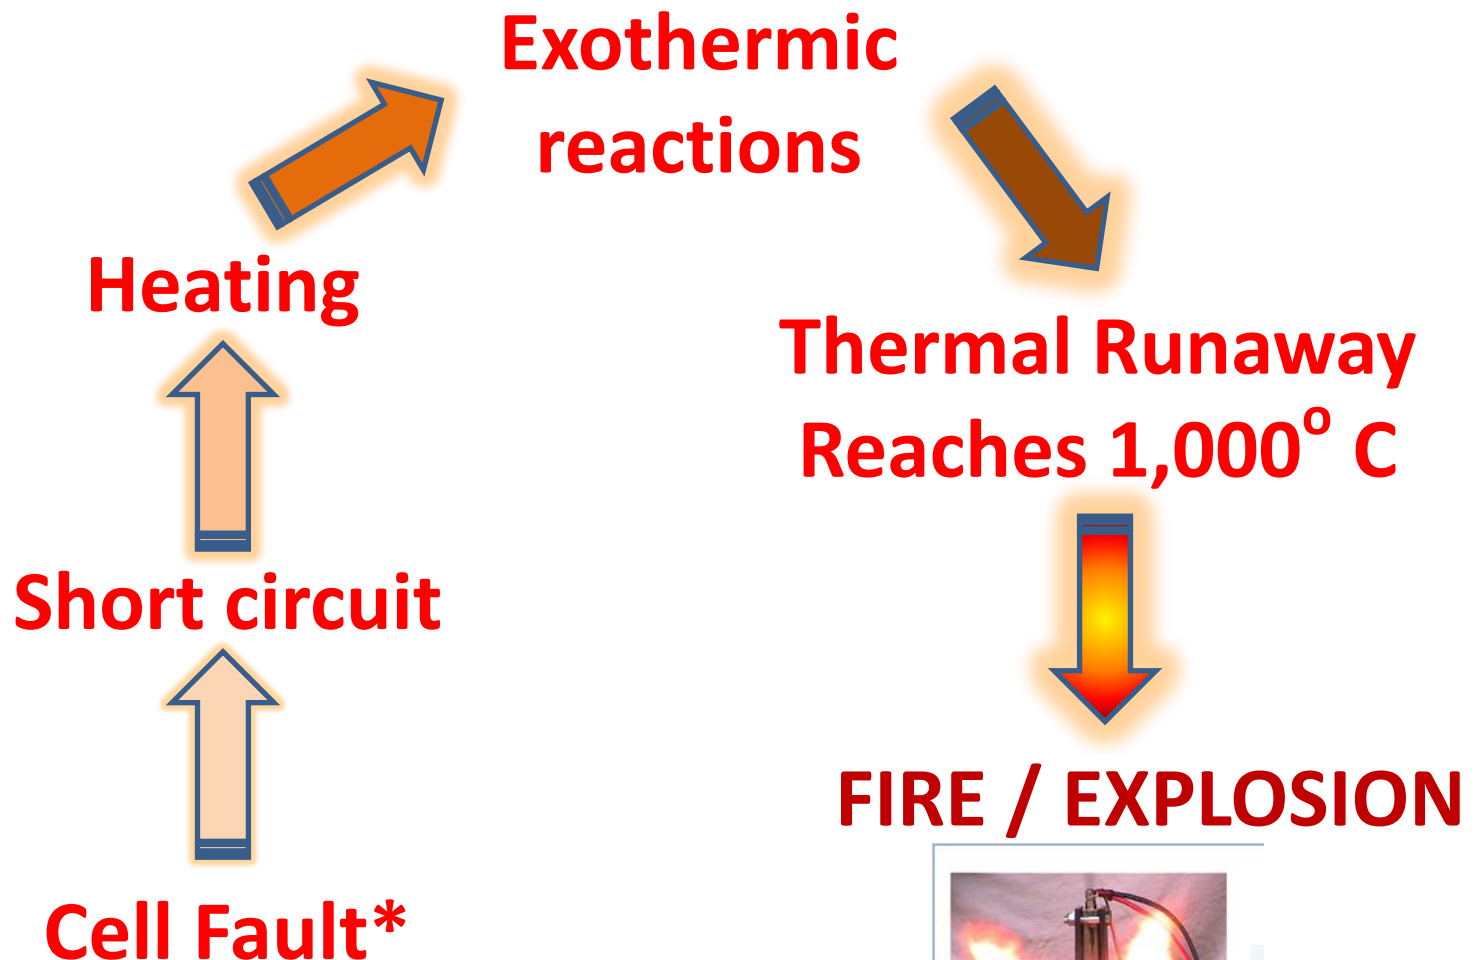 Exothermic
reactions
Heating
Thermal Runaway
Reaches 1,000° C
Short circuit
FIRE / EXPLOSION
Cell Fault*